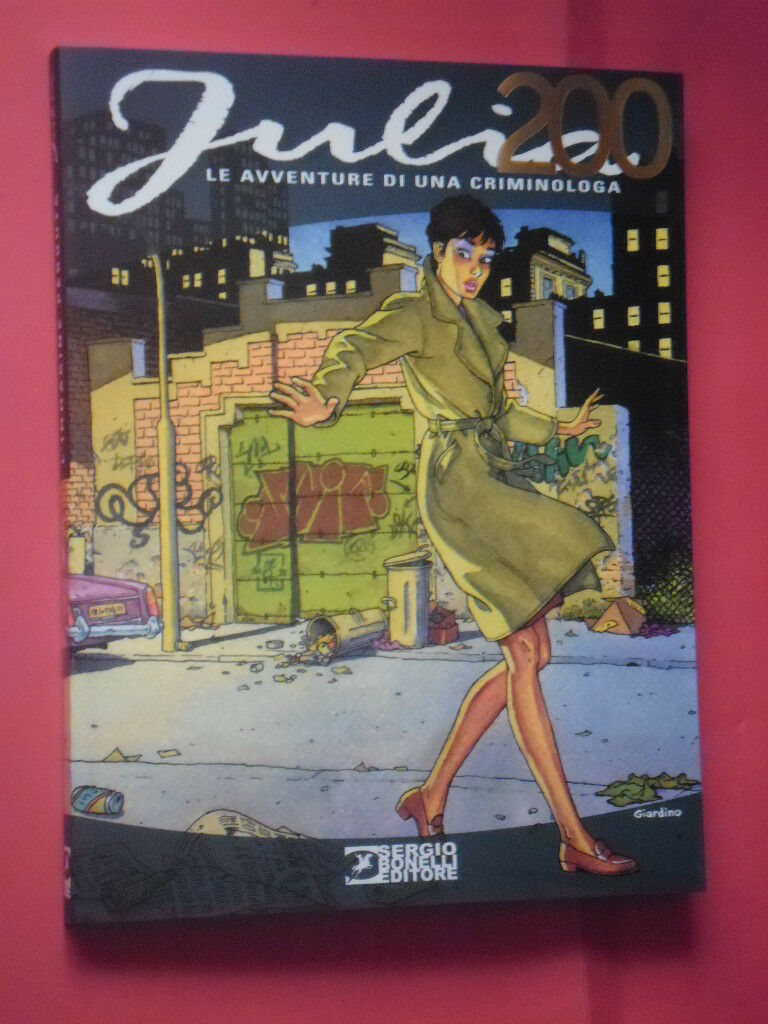 Julia 200
LE AVVENTURE DI UNA CRIMINOLOGA
Giardino
SERGIO
BONELLI
EDITORE